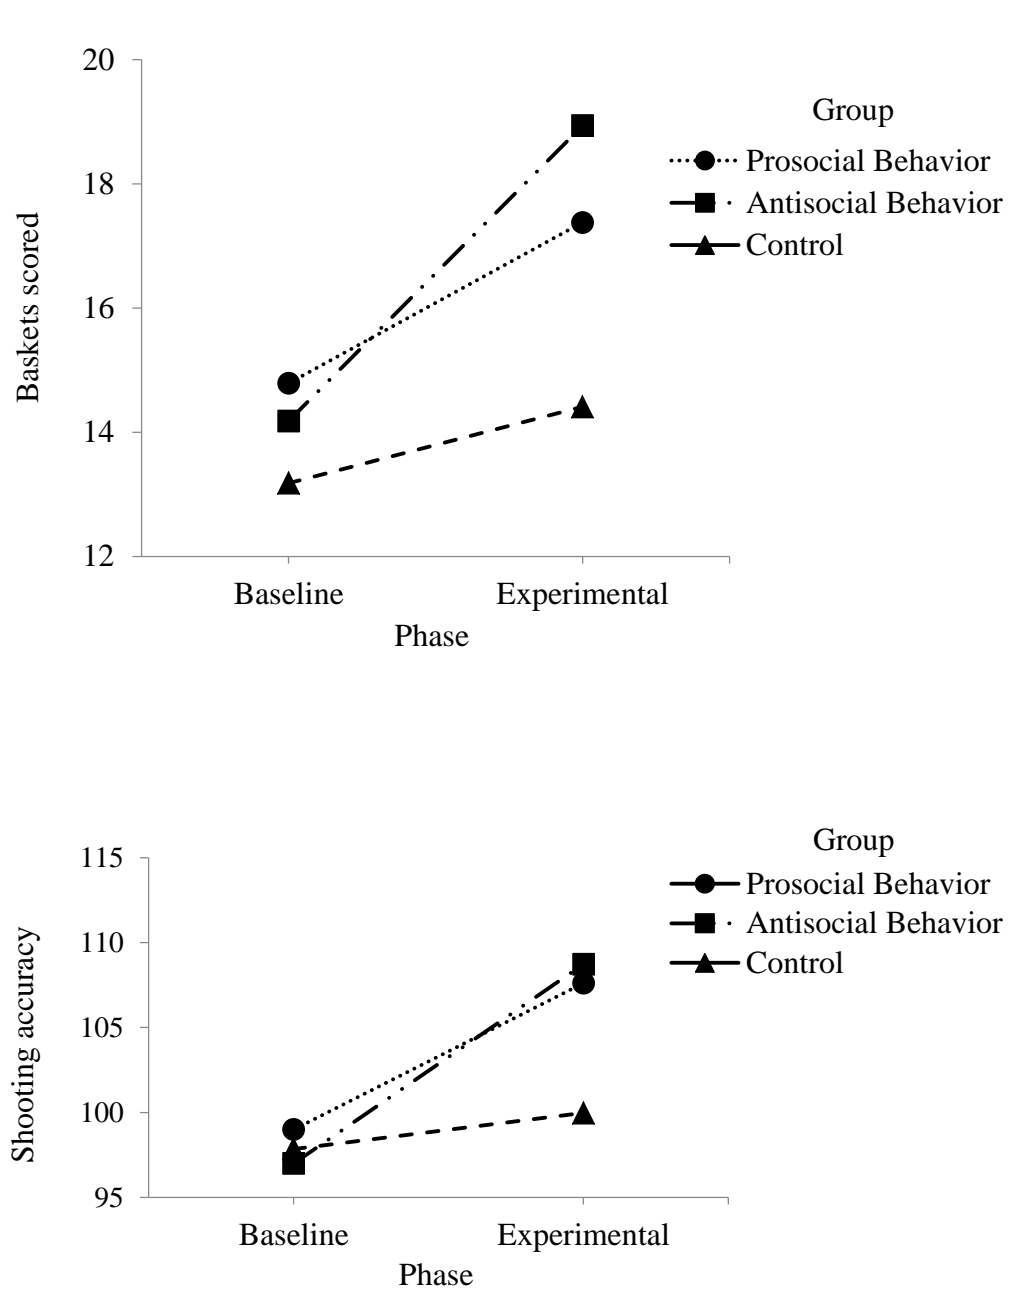 20
18
16
14
12
Baskets scored
Baseline
Experimental
Phase
Group
Prosocial Behavior
Antisocial Behavior
Control
115
110
105
100
95
Shooting accuracy
Baseline
Experimental
Phase
Group
Prosocial Behavior
Antisocial Behavior
Control